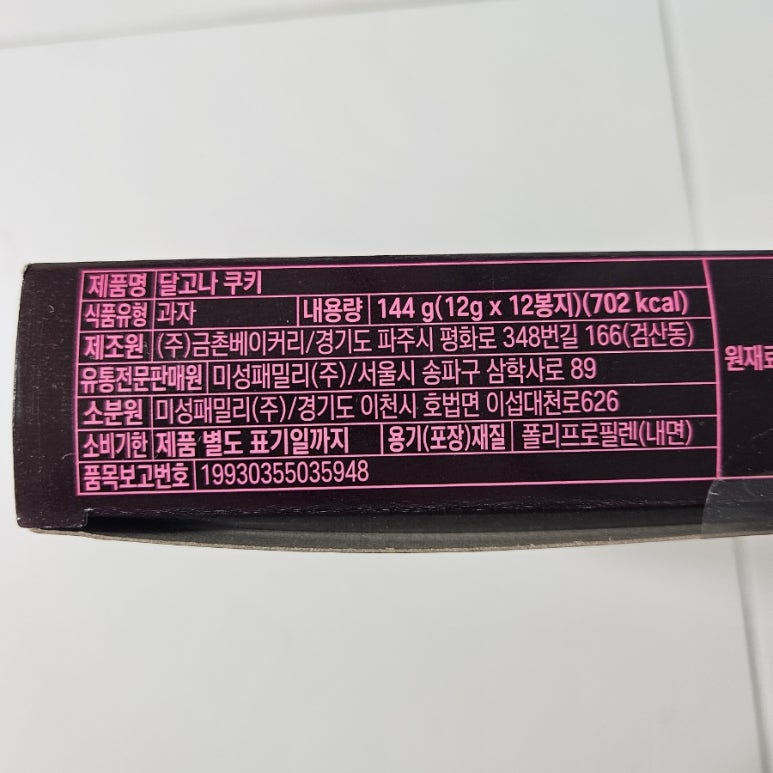 제품명 달고나 쿠키
식품유형 과자 내용량 144 g(12g x 12봉지)(702 kcal)
제조원 (주)금촌베이커리/경기도 파주시 평화로 348번길 166(검산동)
유통전문판매원 미성패밀리(주)/서울시 송파구 삼학사로 89
소분원 미성패밀리(주)/경기도 이천시 호법면 이섭대천로626
소비기한 제품 별도 표기일까지 용기(포장)재질 폴리프로필렌(내면)
품목보고번호 19930355035948
원재료